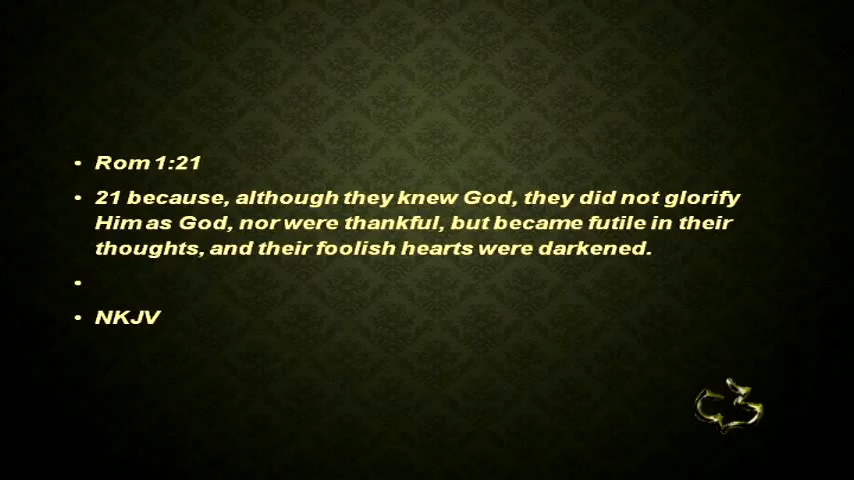 • Rom 1:21
• 21 because, although they knew God, they did not glorify
Him as God, nor were thankful, but became futile in their
thoughts, and their foolish hearts were darkened.
•
• NKJV
C3